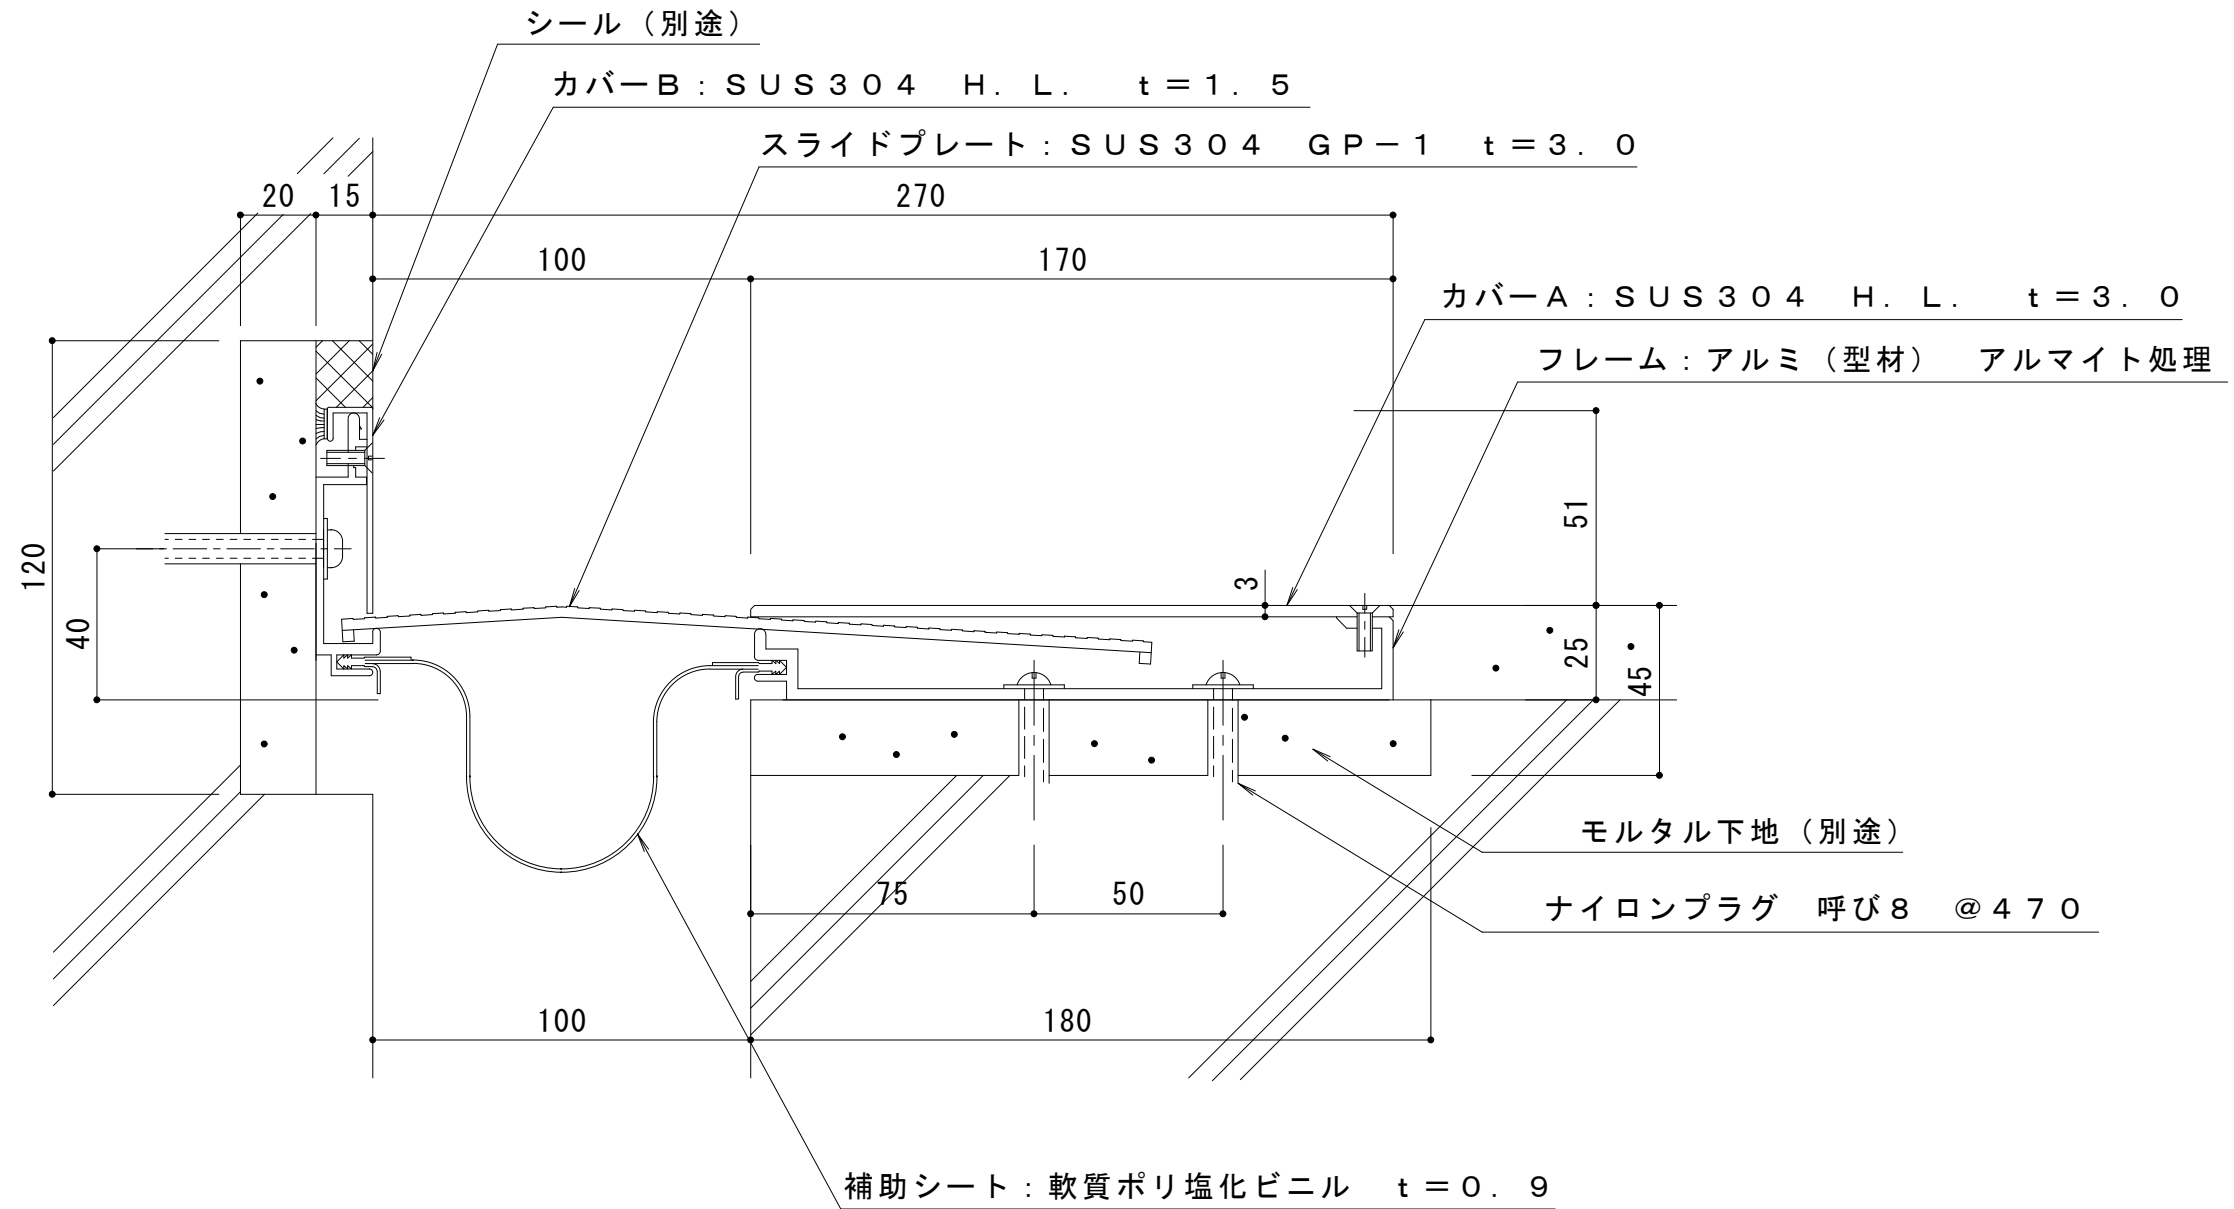 シール（別途）
カバーＢ：ＳＵＳ３０４　Ｈ．Ｌ．　ｔ＝１．５
スライドプレート：ＳＵＳ３０４　ＧＰ－１　ｔ＝３．０
20 15 270
100 170
カバーＡ：ＳＵＳ３０４　Ｈ．Ｌ．　ｔ＝３．０
フレーム：アルミ（型材）　アルマイト処理
51
120
3
40
25
45
モルタル下地（別途）
75 50
ナイロンプラグ　呼び８　＠４７０
100 180
補助シート：軟質ポリ塩化ビニル　ｔ＝０．９